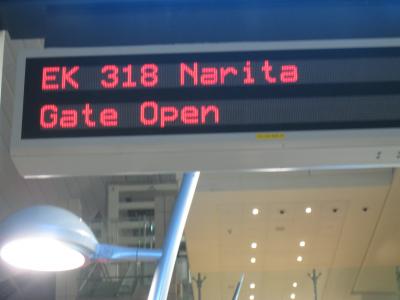 EK 318 Narita
Gate Open